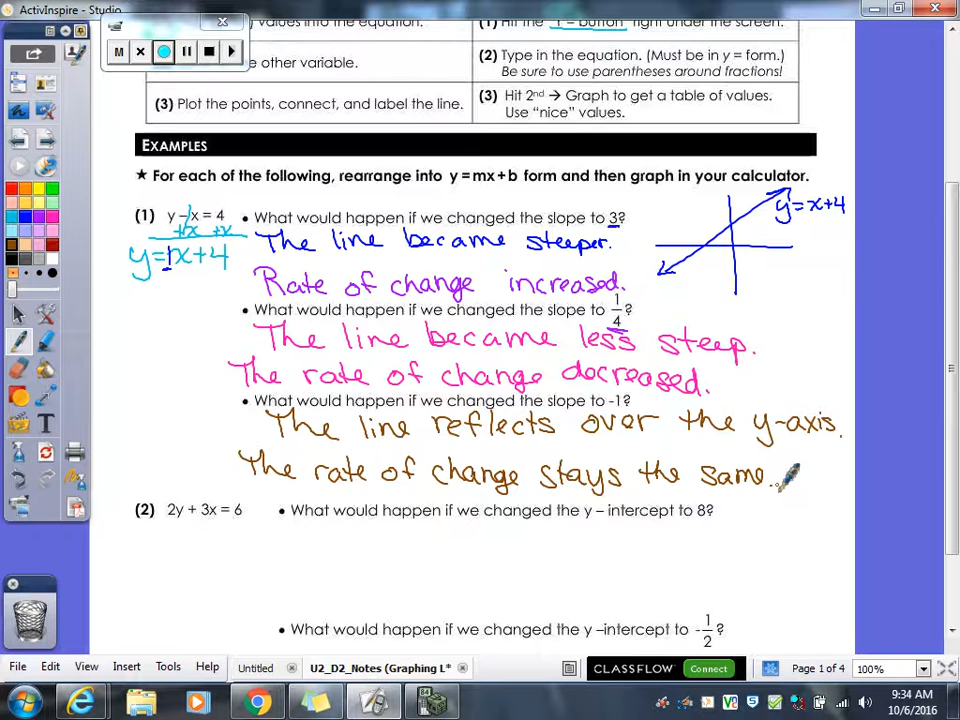 ActivInspire - Studio
values into the equation.
(1) Hit the "Y = button" right under the screen.
e other variable.
(2) Type in the equation. (Must be in y = form.)
Be sure to use parentheses around fractions!
(3) Plot the points, connect, and label the line.
(3) Hit 2nd → Graph to get a table of values.
Use "nice" values.
EXAMPLES
★ For each of the following, rearrange into y = mx + b form and then graph in your calculator.
(1) y – x = 4
• What would happen if we changed the slope to 3?
+x +x
y=1x+4
The line became steeper.
y=x+4
Rate of change increased.
• What would happen if we changed the slope to 1/4?
The line became less steep.
The rate of change decreased.
• What would happen if we changed the slope to -1?
The line reflects over the y-axis.
The rate of change stays the same.
(2) 2y + 3x = 6
• What would happen if we changed the y – intercept to 8?
• What would happen if we changed the y –intercept to -1/2?
File Edit View Insert Tools Help
Untitled
U2_D2_Notes (Graphing L*
CLASSFLOW Connect
Page 1 of 4
100%
9:34 AM
10/6/2016